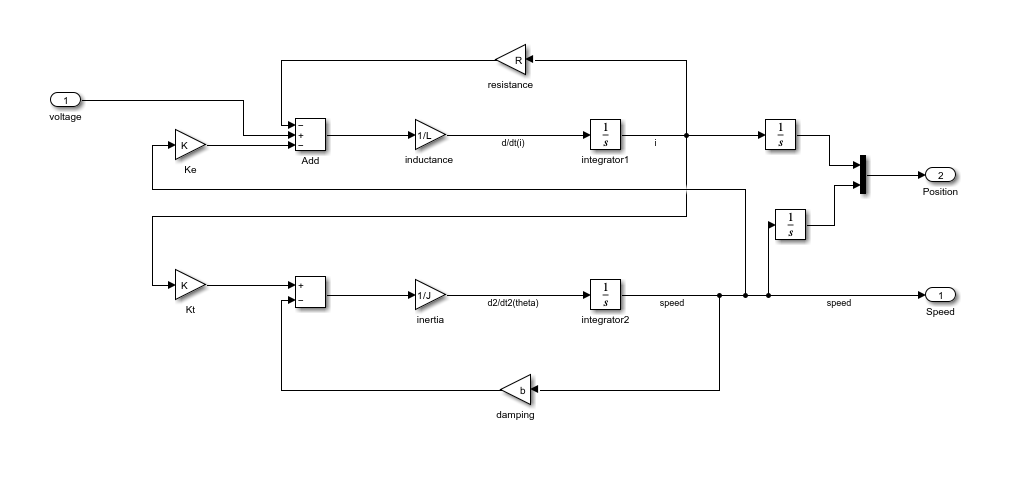 R
resistance
1
voltage
−
+
−
Add
K
Ke
1/L
inductance
d/dt(i)
1
s
integrator1
i
1
s
2
Position
1
s
K
Kt
+
−
1/J
inertia
d2/dt2(theta)
1
s
integrator2
speed
speed
1
Speed
b
damping